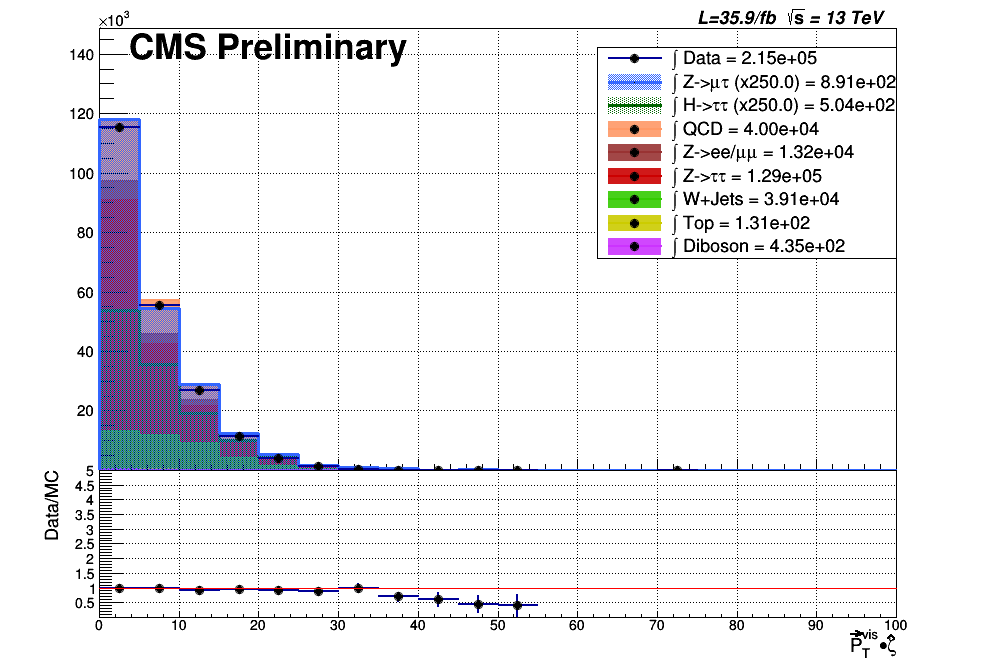 ×10³
L=35.9/fb √s = 13 TeV
CMS Preliminary
140
120
100
80
60
40
20
∫ Data = 2.15e+05
∫ Z->μτ (x250.0) = 8.91e+02
∫ H->ττ (x250.0) = 5.04e+02
∫ QCD = 4.00e+04
∫ Z->ee/μμ = 1.32e+04
∫ Z->ττ = 1.29e+05
∫ W+Jets = 3.91e+04
∫ Top = 1.31e+02
∫ Diboson = 4.35e+02
Data/MC
5
4.5
4
3.5
3
2.5
2
1.5
1
0.5
0 10 20 30 40 50 60 70 80 90 100
P⃗_T^vis •ζ̂